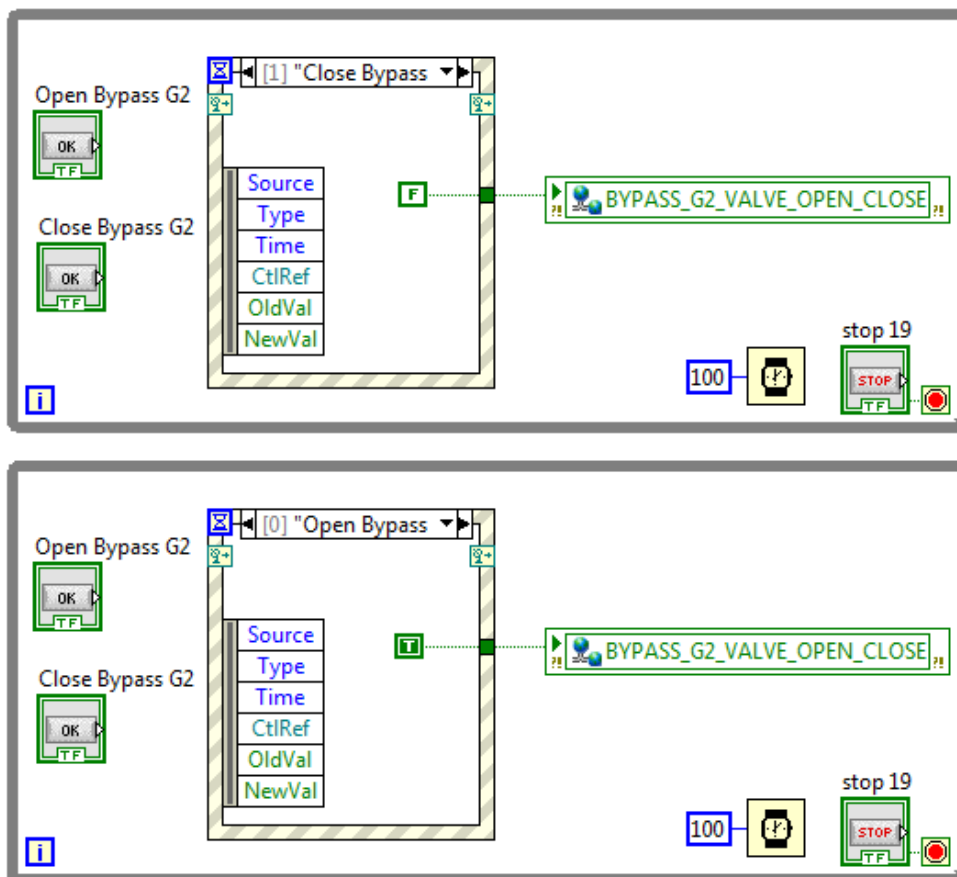 [1] "Close Bypass
Open Bypass G2
OK
TF
Source
F
BYPASS_G2_VALVE_OPEN_CLOSE
?!
?!
Type
Close Bypass G2
Time
OK
TF
CtlRef
OldVal
NewVal
stop 19
100
STOP
TF
i
[0] "Open Bypass
Open Bypass G2
OK
TF
Source
T
BYPASS_G2_VALVE_OPEN_CLOSE
?!
?!
Type
Close Bypass G2
Time
OK
TF
CtlRef
OldVal
NewVal
stop 19
100
STOP
TF
i